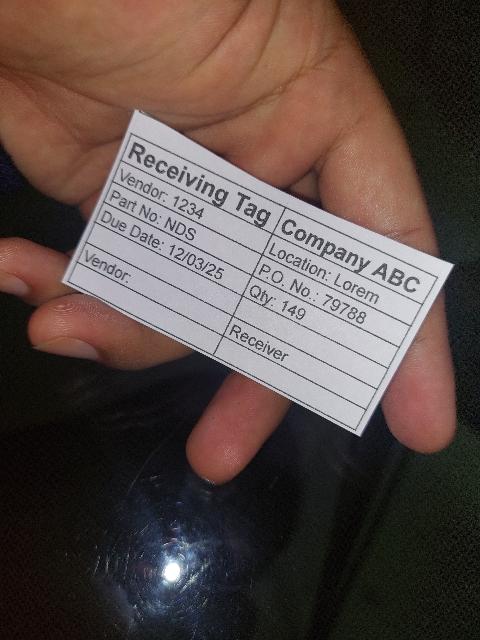 Receiving Tag Company ABC
Vendor: 1234 Location: Lorem
Part No: NDS P.O. No.: 79788
Due Date: 12/03/25 Qty: 149
Vendor: Receiver